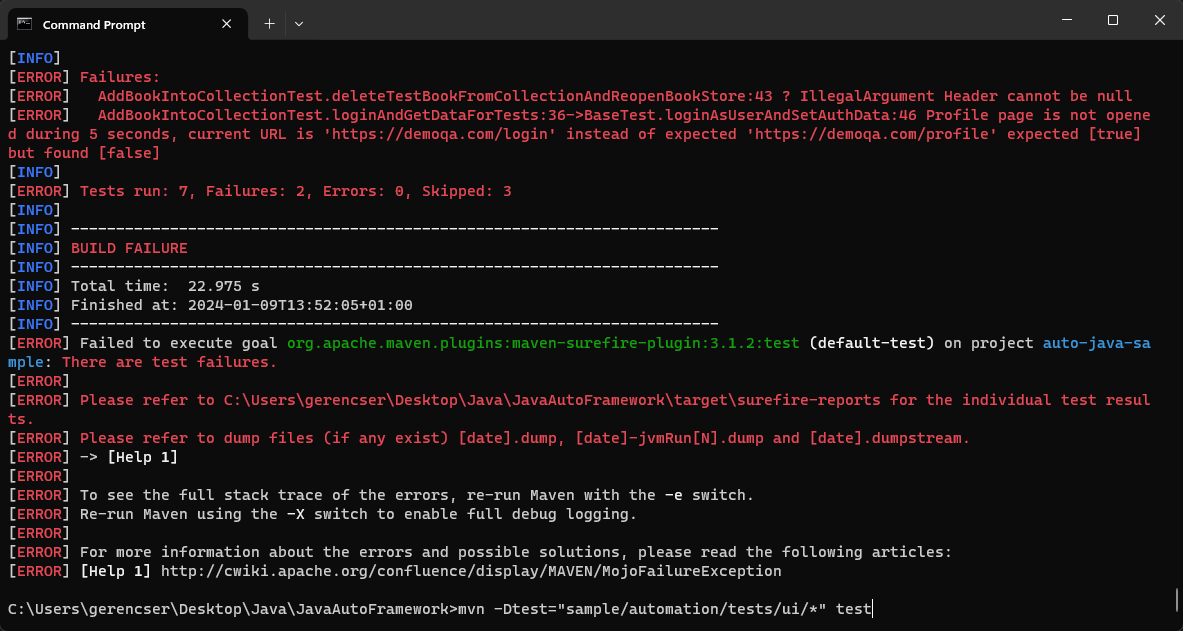 Command Prompt
[INFO]
[ERROR] Failures:
[ERROR]   AddBookIntoCollectionTest.deleteTestBookFromCollectionAndReopenBookStore:43 ? IllegalArgument Header cannot be null
[ERROR]   AddBookIntoCollectionTest.loginAndGetDataForTests:36->BaseTest.loginAsUserAndSetAuthData:46 Profile page is not opene
d during 5 seconds, current URL is 'https://demoqa.com/login' instead of expected 'https://demoqa.com/profile' expected [true]
but found [false]
[INFO]
[ERROR] Tests run: 7, Failures: 2, Errors: 0, Skipped: 3
[INFO]
[INFO] ------------------------------------------------------------------------
[INFO] BUILD FAILURE
[INFO] ------------------------------------------------------------------------
[INFO] Total time:  22.975 s
[INFO] Finished at: 2024-01-09T13:52:05+01:00
[INFO] ------------------------------------------------------------------------
[ERROR] Failed to execute goal org.apache.maven.plugins:maven-surefire-plugin:3.1.2:test (default-test) on project auto-java-sa
mple: There are test failures.
[ERROR]
[ERROR] Please refer to C:\Users\gerencser\Desktop\Java\JavaAutoFramework\target\surefire-reports for the individual test resul
ts.
[ERROR] Please refer to dump files (if any exist) [date].dump, [date]-jvmRun[N].dump and [date].dumpstream.
[ERROR] -> [Help 1]
[ERROR]
[ERROR] To see the full stack trace of the errors, re-run Maven with the -e switch.
[ERROR] Re-run Maven using the -X switch to enable full debug logging.
[ERROR]
[ERROR] For more information about the errors and possible solutions, please read the following articles:
[ERROR] [Help 1] http://cwiki.apache.org/confluence/display/MAVEN/MojoFailureException
C:\Users\gerencser\Desktop\Java\JavaAutoFramework>mvn -Dtest="sample/automation/tests/ui/*" test